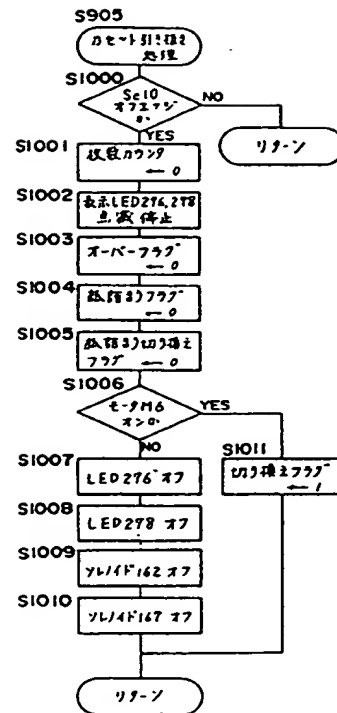 S905
カセット引き抜き
処理
S1000
Sc10
オフエッジ
か
NO
YES
リターン
S1001
枚数カウンタ
← 0
S1002
表示LED276,278
点滅停止
S1003
オーバーフラグ
← 0
S1004
紙詰まりフラグ
← 0
S1005
紙詰まり切り換え
フラグ ← 0
S1006
モータM6
オンか
YES
NO
S1007
LED276 オフ
S1011
切り換えフラグ
← 1
S1008
LED278 オフ
S1009
ソレノイド162 オフ
S1010
ソレノイド167 オフ
リターン